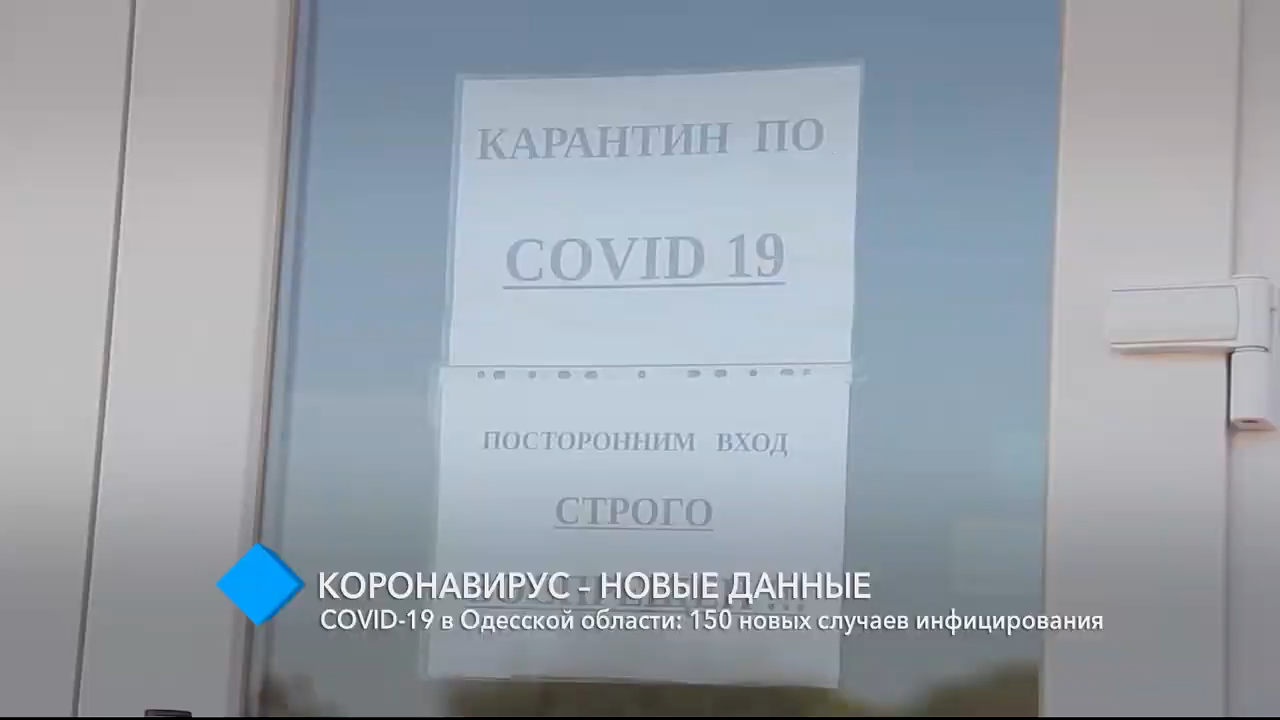 КАРАНТИН ПО
COVID 19
ПОСТОРОННИМ ВХОД
СТРОГО
КОРОНАВИРУС – НОВЫЕ ДАННЫЕ
COVID-19 в Одесской области: 150 новых случаев инфицирования